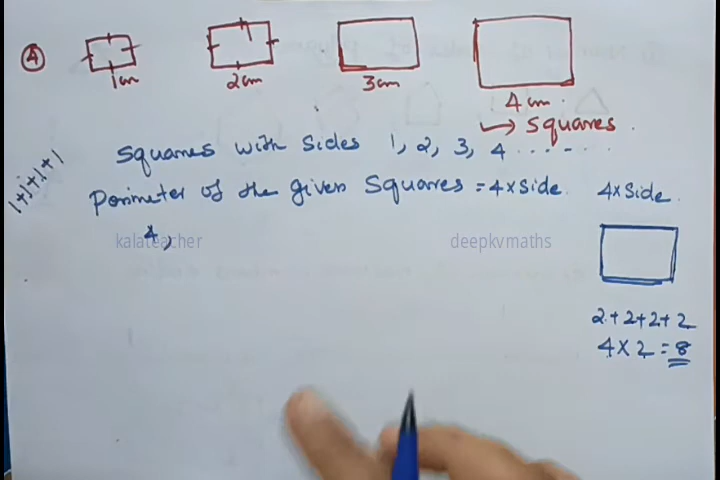 A
1cm 2cm 3cm 4cm.
→ Squares.
Squares with sides 1, 2, 3, 4 .......
1+1+1+1
Perimeter of the given Squares = 4×Side. 4×Side.
4,
kalateacher deepkvmaths
2+2+2+2
4×2=8